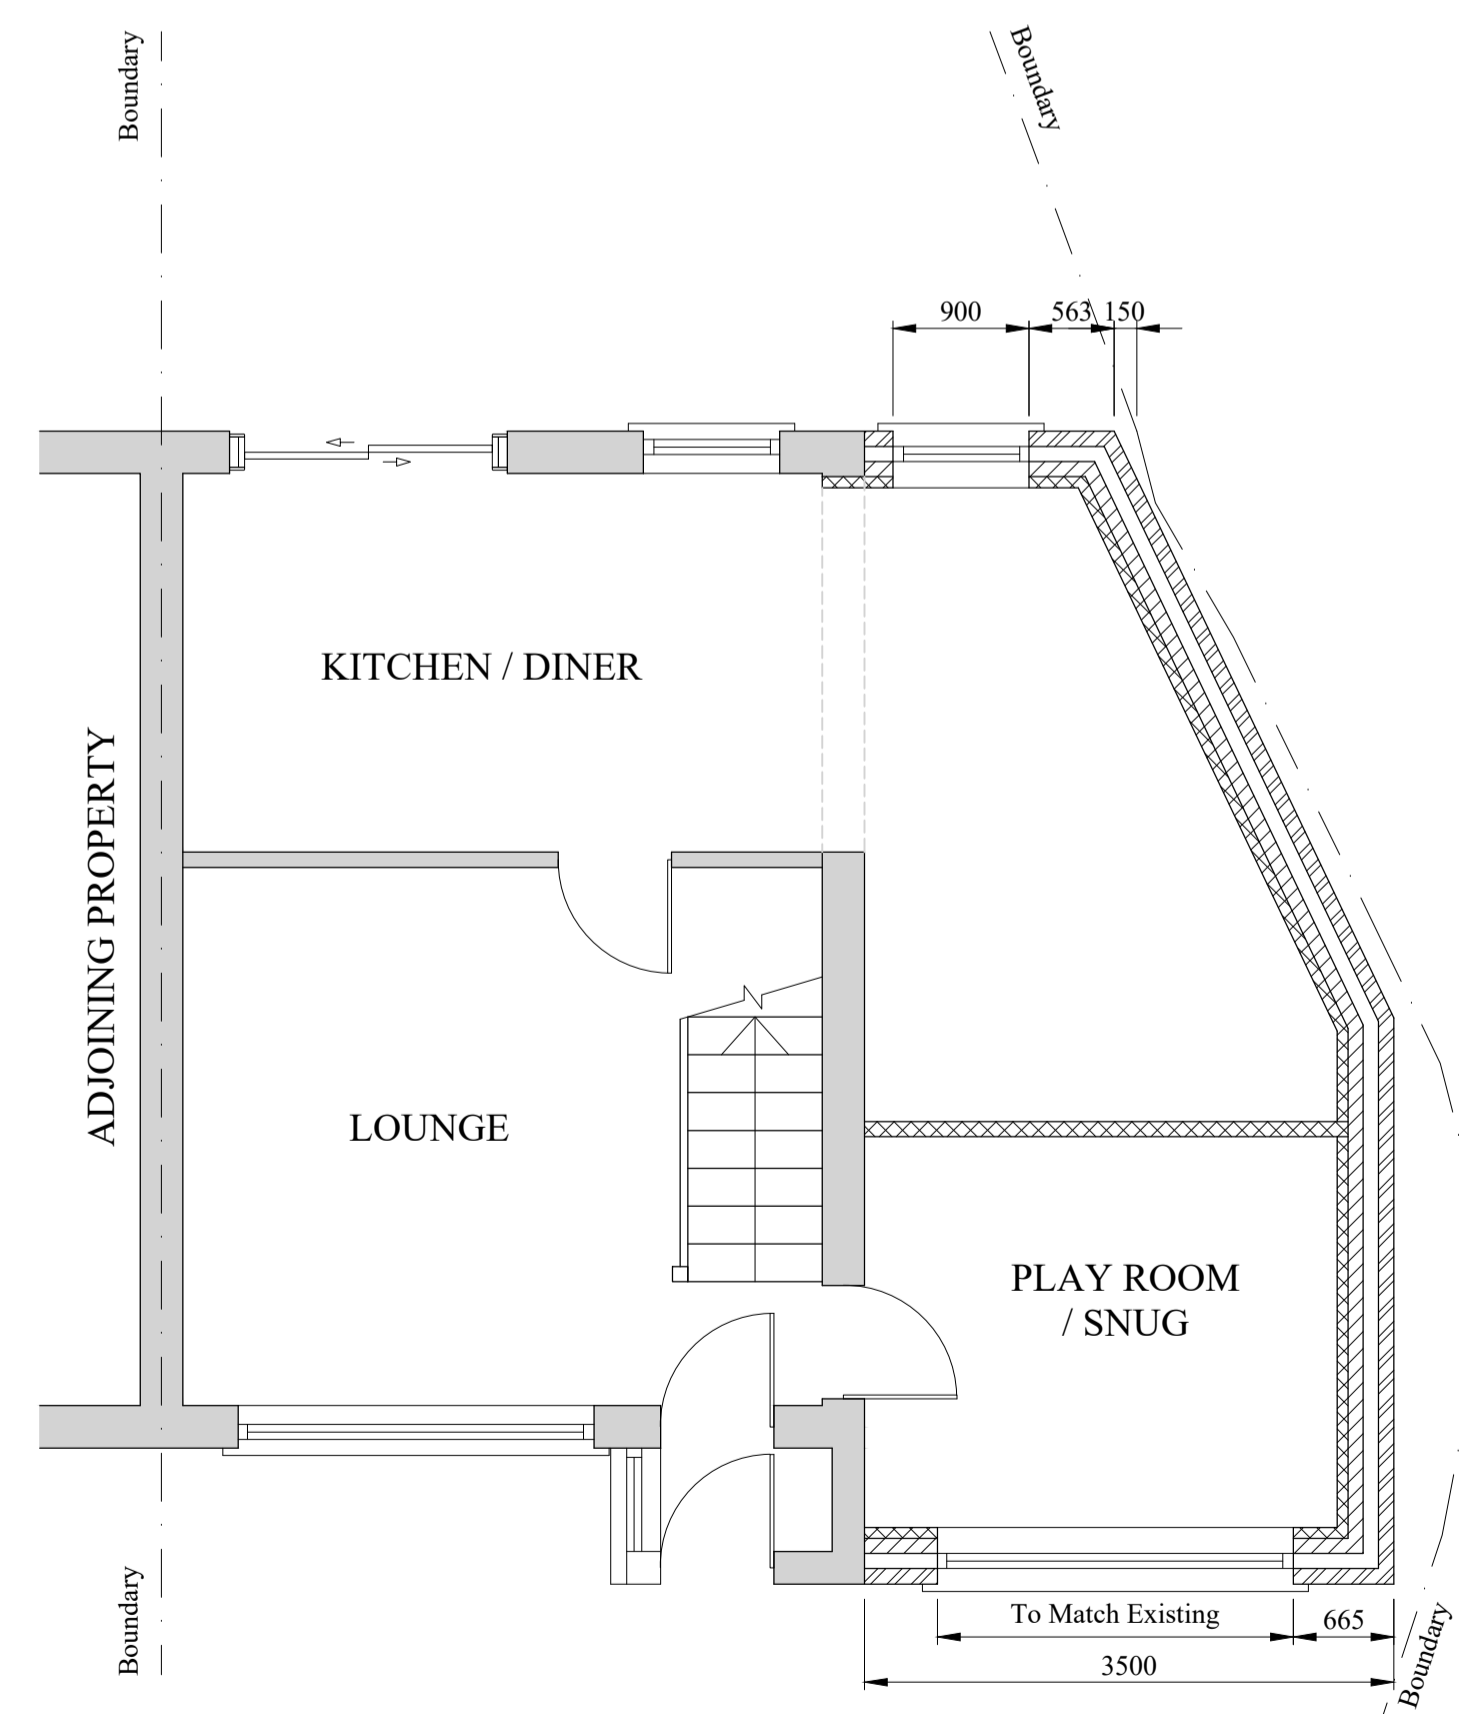 Boundary
Boundary
900
563
150
KITCHEN / DINER
ADJOINING PROPERTY
LOUNGE
PLAY ROOM
/ SNUG
Boundary
To Match Existing
665
3500
Boundary